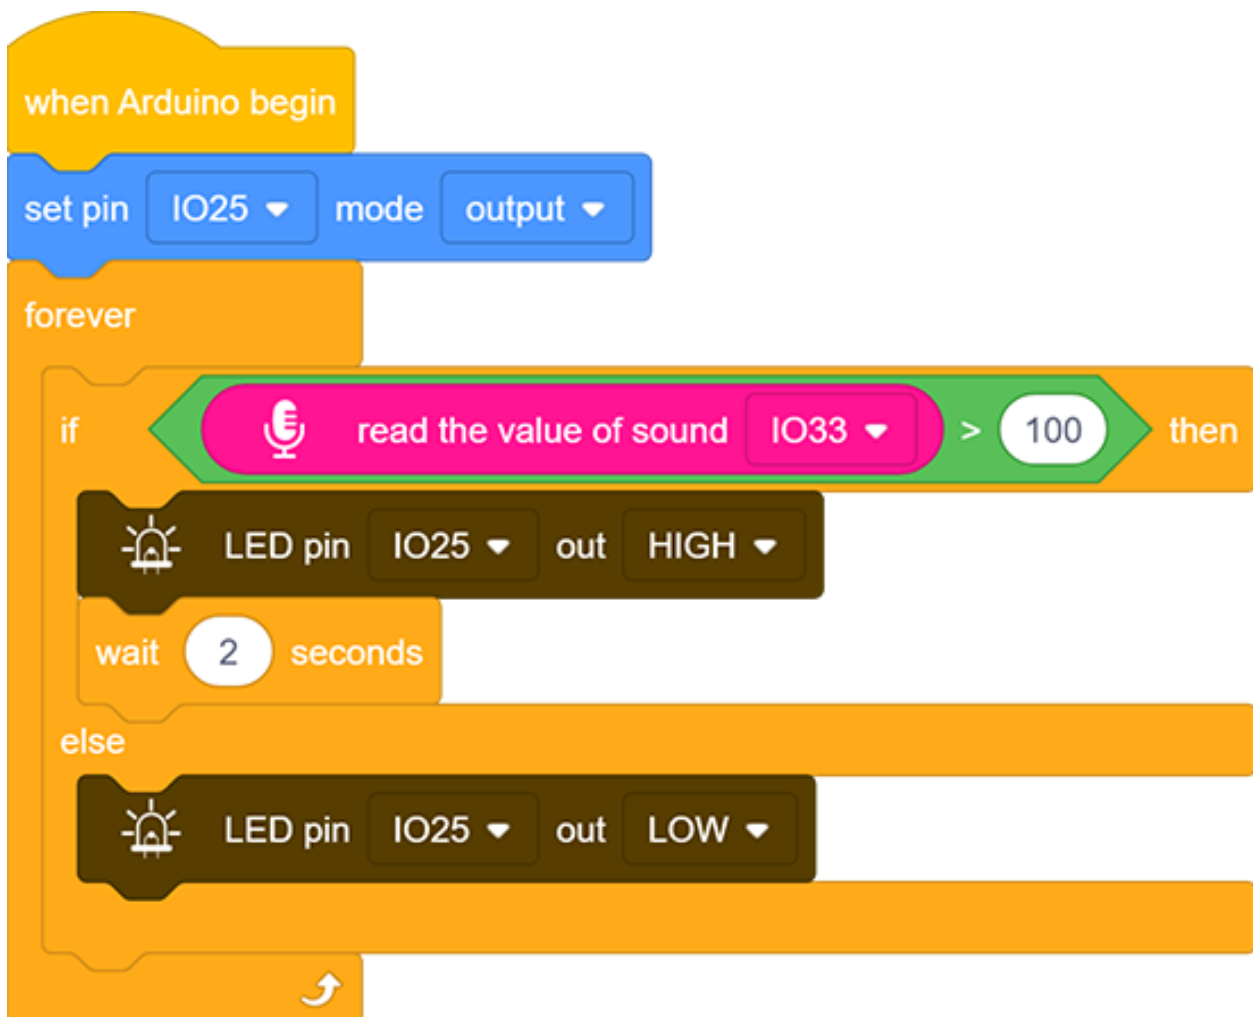 when Arduino begin
set pin IO25 mode output
forever
if read the value of sound IO33 > 100 then
LED pin IO25 out HIGH
wait 2 seconds
else
LED pin IO25 out LOW